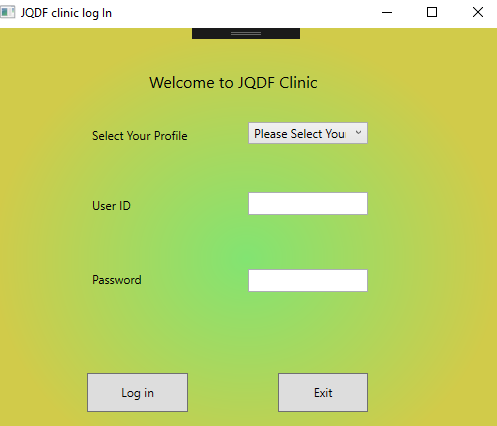 JQDF clinic log In
Welcome to JQDF Clinic
Select Your Profile
Please Select Your
User ID
Password
Log in
Exit